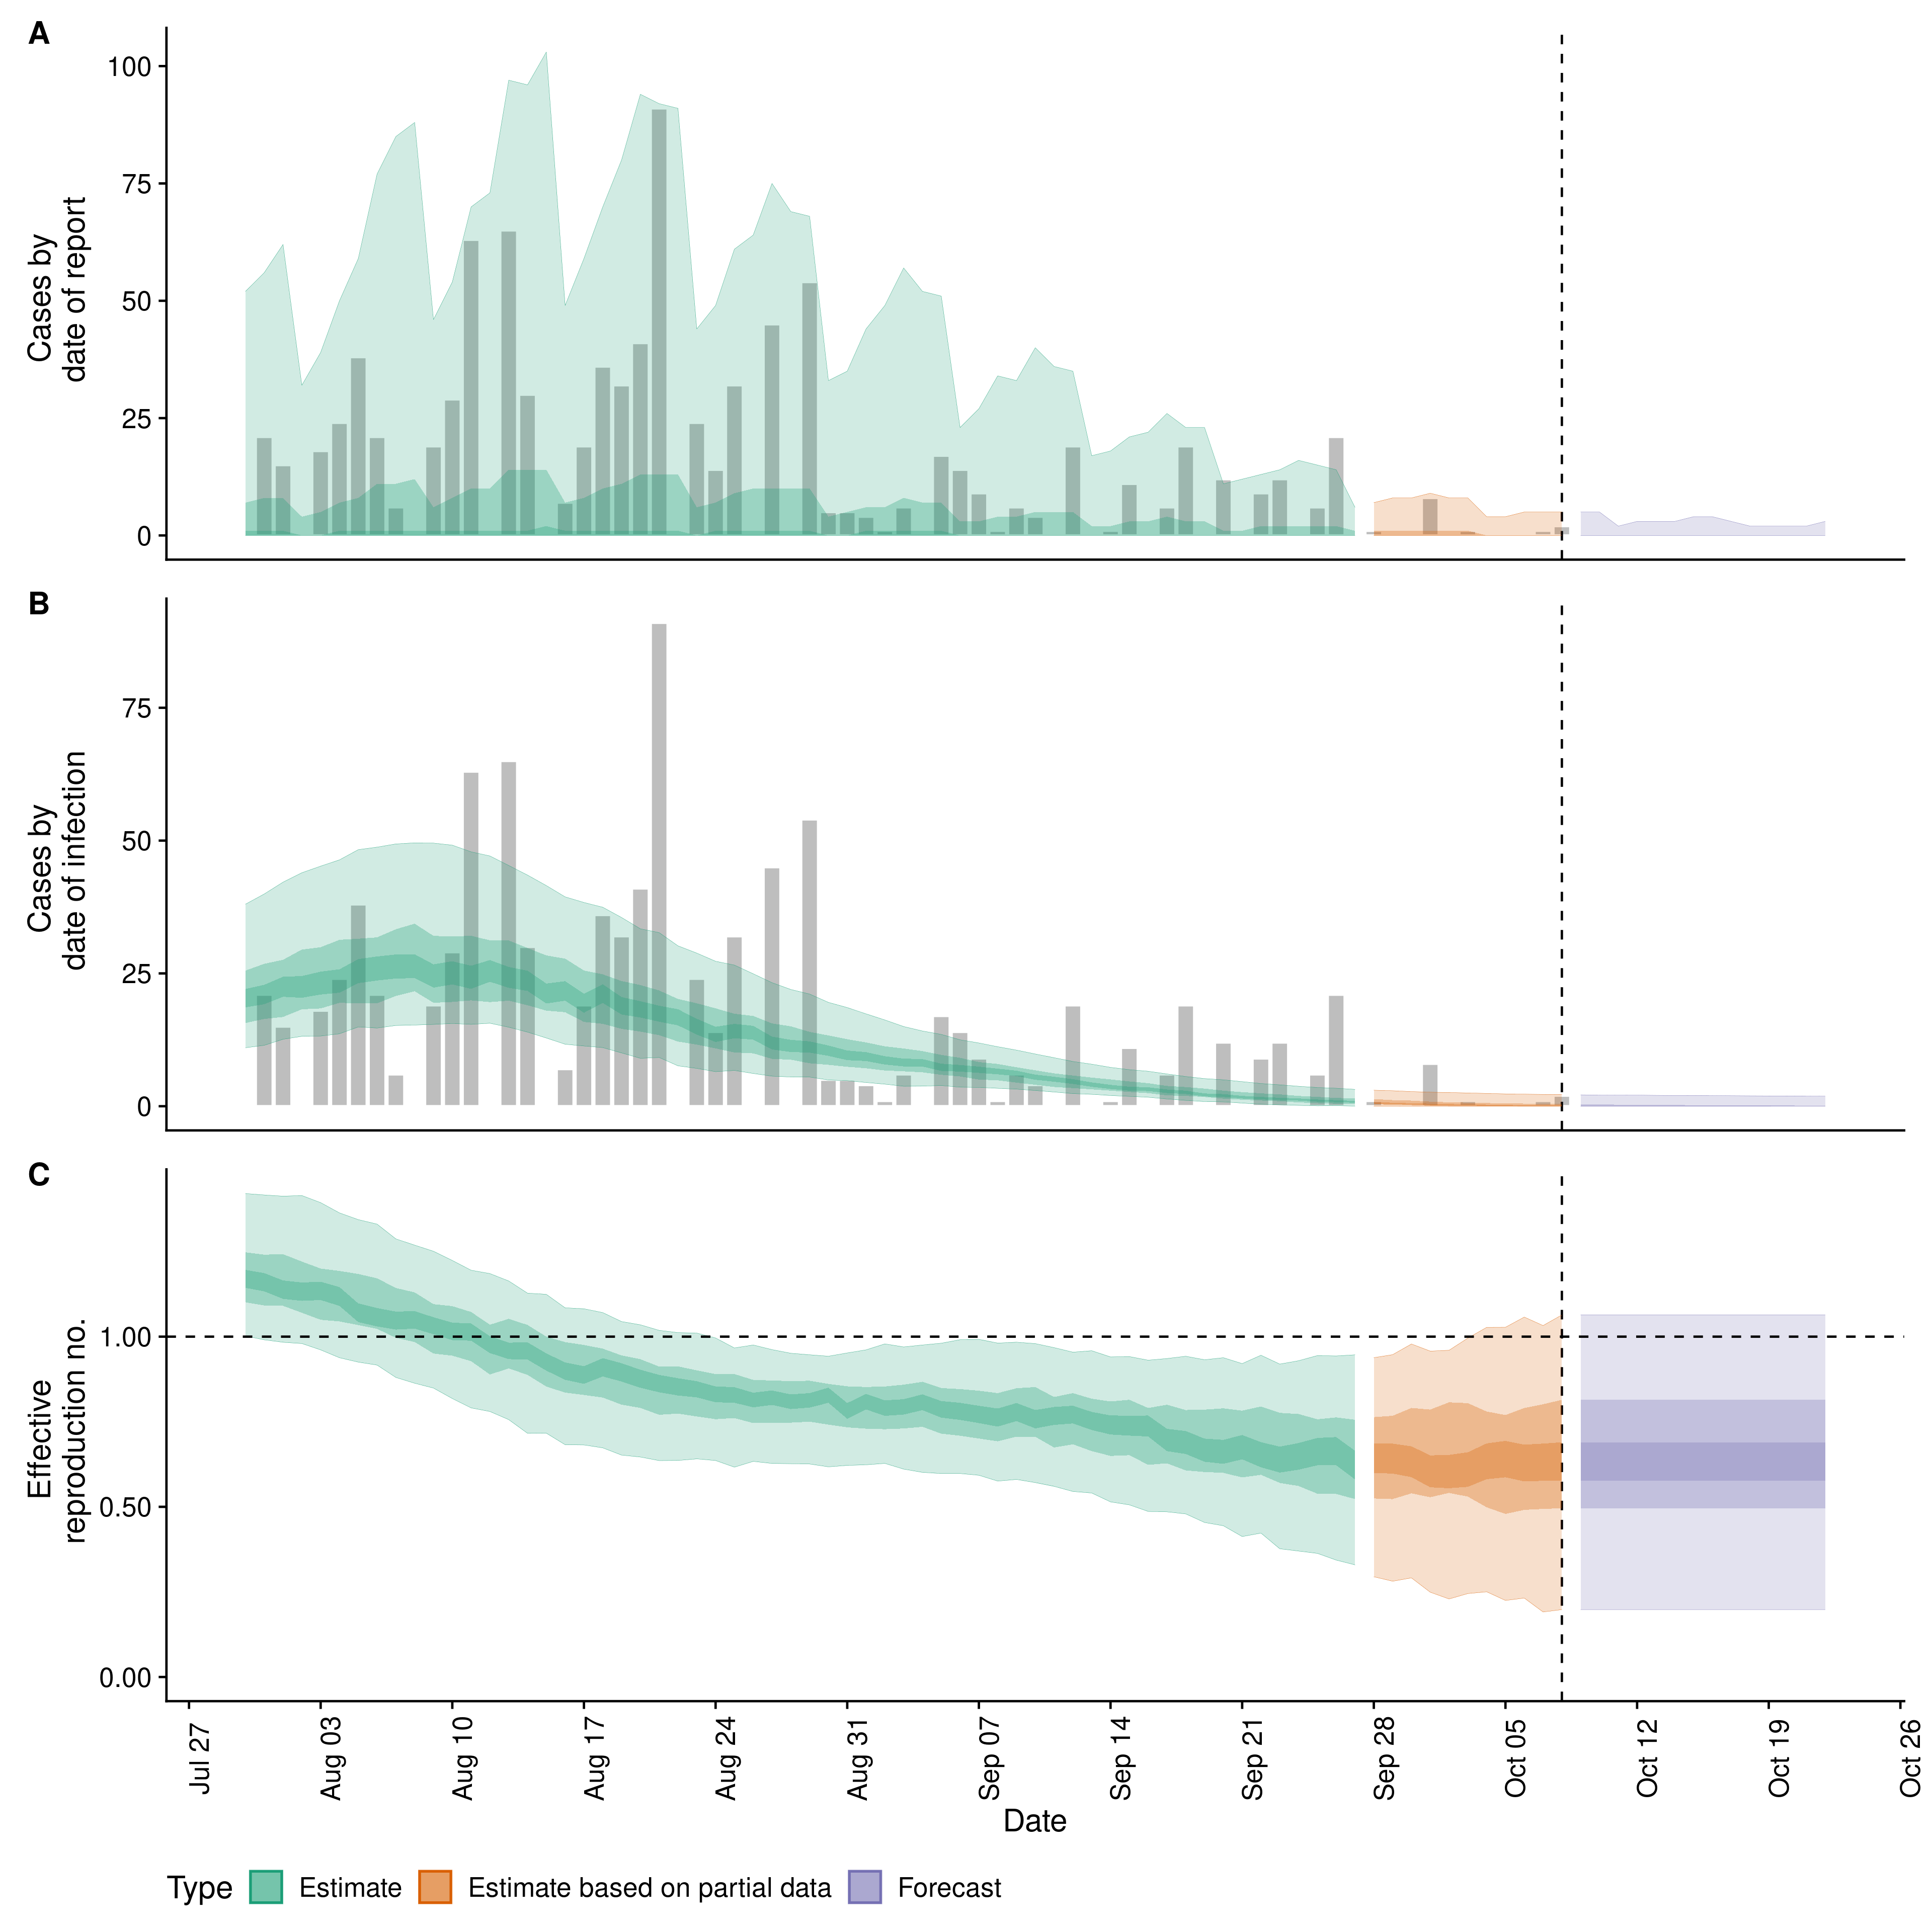 A
Cases by
date of report
100
75
50
25
0
B
Cases by
date of infection
75
50
25
0
C
Effective
reproduction no.
1.00
0.50
0.00
Jul 27
Aug 03
Aug 10
Aug 17
Aug 24
Aug 31
Sep 07
Sep 14
Sep 21
Sep 28
Oct 05
Oct 12
Oct 19
Oct 26
Date
Type Estimate Estimate based on partial data Forecast